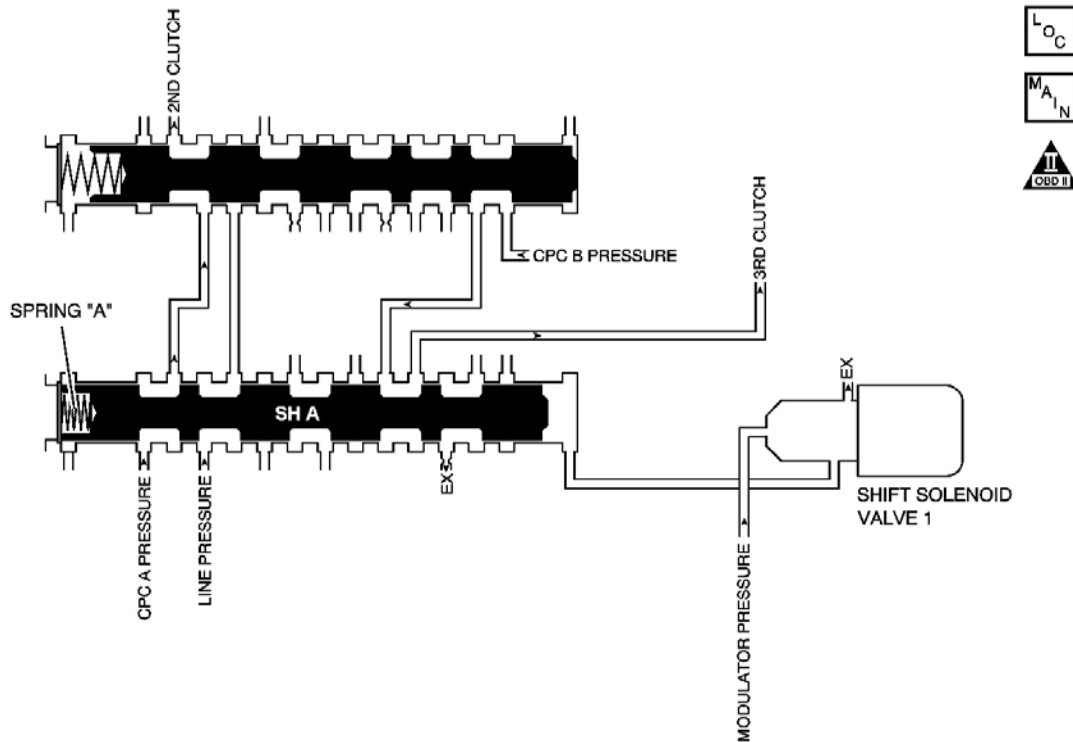 LOC
MAIN
II
OBD II
2ND CLUTCH
CPC B PRESSURE
3RD CLUTCH
SPRING "A"
SH A
EX
EX
SHIFT SOLENOID
VALVE 1
CPC A PRESSURE
LINE PRESSURE
MODULATOR PRESSURE